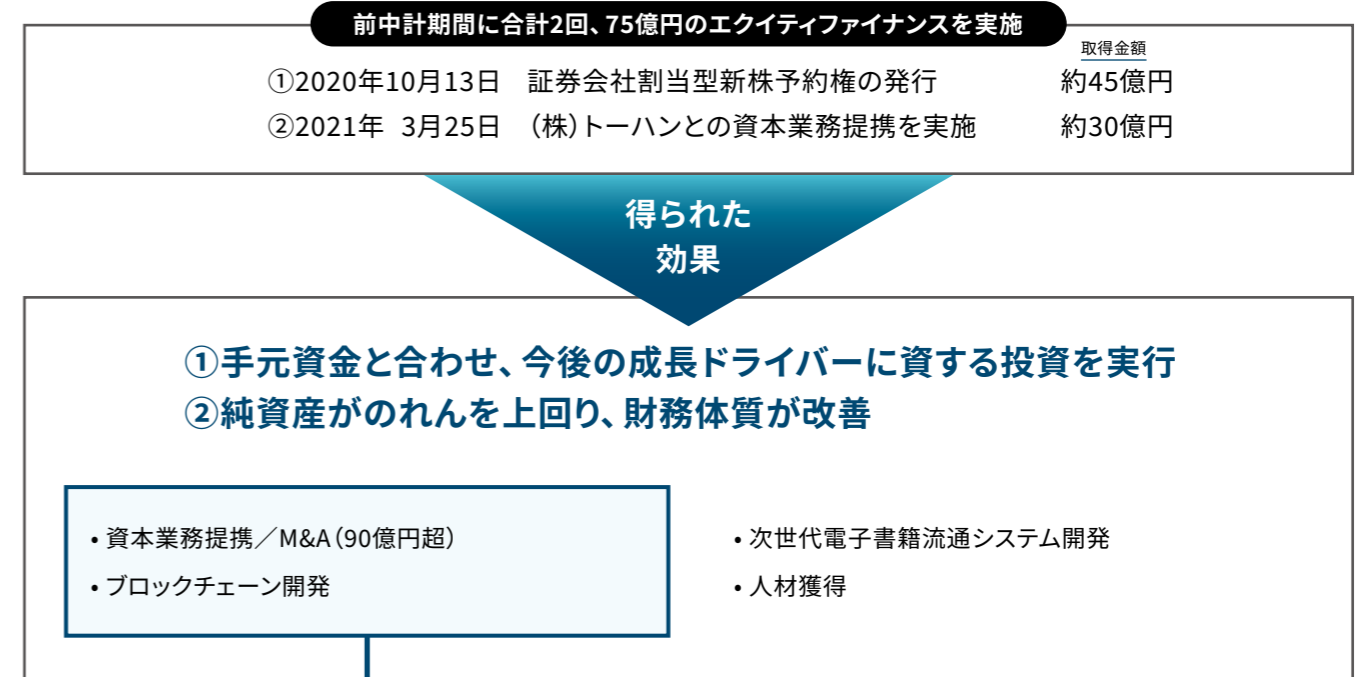 前中計期間に合計2回、75億円のエクイティファイナンスを実施
取得金額
①2020年10月13日 証券会社割当型新株予約権の発行 約45億円
②2021年 3月25日 (株)トーハンとの資本業務提携を実施 約30億円
得られた
効果
①手元資金と合わせ、今後の成長ドライバーに資する投資を実行
②純資産がのれんを上回り、財務体質が改善
• 資本業務提携/M&A(90億円超)
• ブロックチェーン開発
• 次世代電子書籍流通システム開発
• 人材獲得